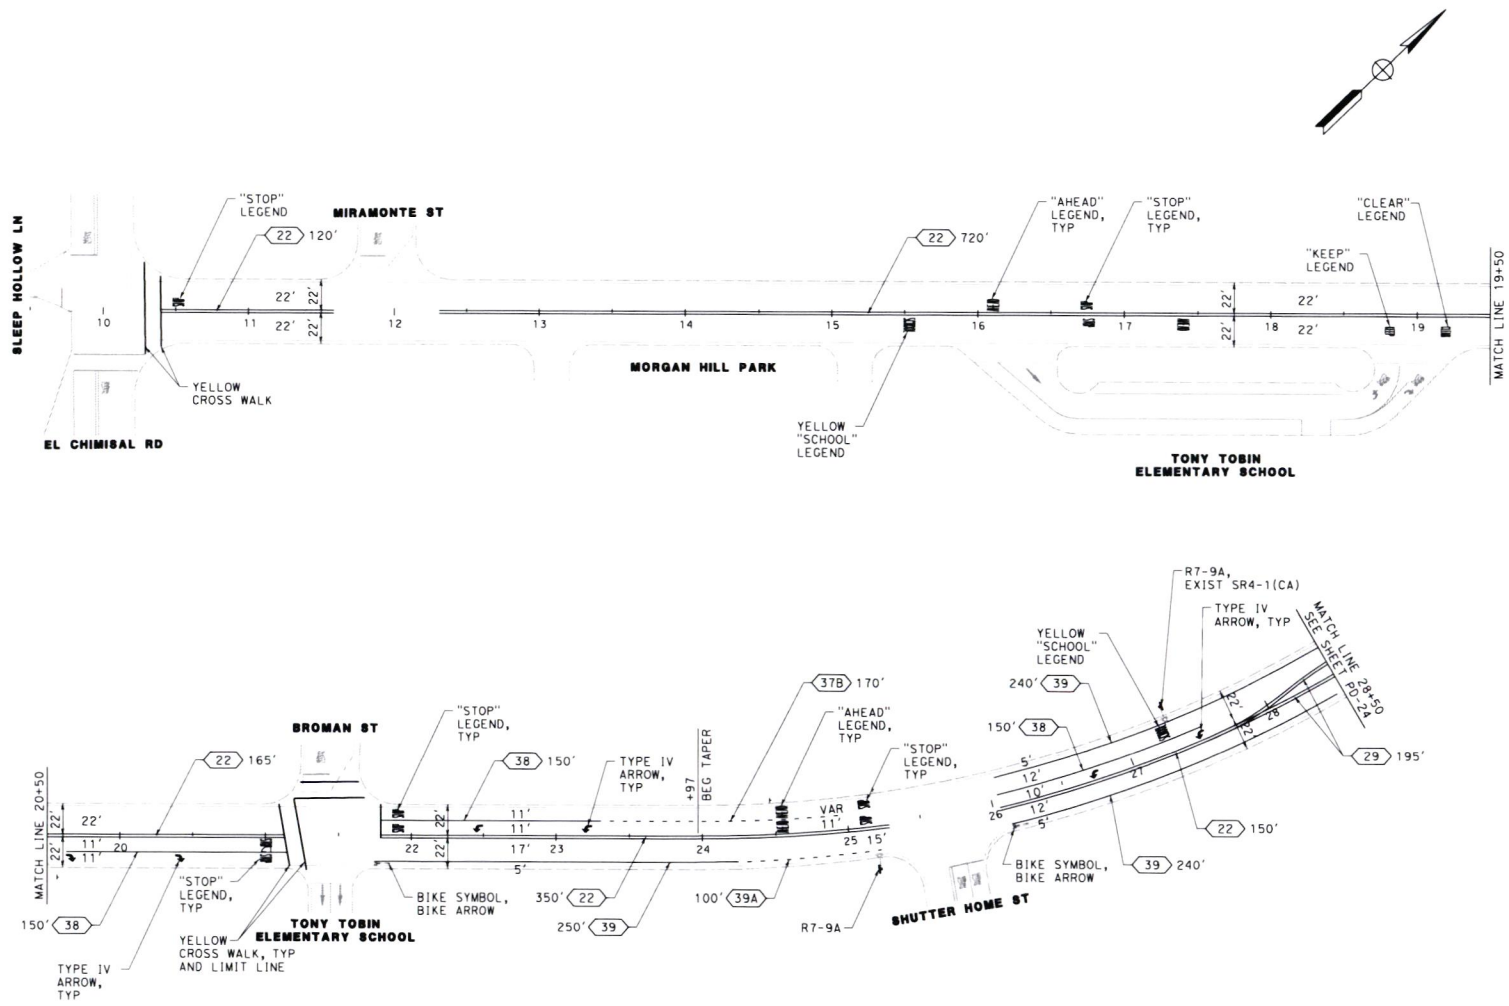 "STOP"
LEGEND
22 120'
MIRAMONTE ST
22 720'
"AHEAD"
LEGEND,
TYP
"STOP"
LEGEND,
TYP
"CLEAR"
LEGEND
"KEEP"
LEGEND
SLEEP HOLLOW LN
MATCH LINE 19+50
22' 22'
22' 22'
22' 22'
22' 22'
10 11 12 13 14 15 16 17 18 19
YELLOW
CROSS WALK
EL CHIMISAL RD
MORGAN HILL PARK
YELLOW
"SCHOOL"
LEGEND
TONY TOBIN
ELEMENTARY SCHOOL
R7-9A,
EXIST SR4-1(CA)
TYPE IV
ARROW, TYP
YELLOW
"SCHOOL"
LEGEND
MATCH LINE 28+50
SEE SHEET PD-24
240' 39
150' 38
37B 170'
"AHEAD"
LEGEND,
TYP
"STOP"
LEGEND,
TYP
"STOP"
LEGEND,
TYP
BROMAN ST
22 165'
38 150'
TYPE IV
ARROW,
TYP
+97
BEG TAPER
MATCH LINE 20+50
22' 22'
22' 11'
11'
20
22' 11'
11'
22' 17'
5'
22 23 24 25
VAR
11'
15'
5'
12'
10'
12'
5'
22'
22'
26 27 28
29 195'
22 150'
39 240'
BIKE SYMBOL,
BIKE ARROW
SHUTTER HOME ST
R7-9A
100' 39A
350' 22
250' 39
BIKE SYMBOL,
BIKE ARROW
"STOP"
LEGEND,
TYP
150' 38
TYPE IV
ARROW,
TYP
YELLOW
CROSS WALK, TYP
AND LIMIT LINE
TONY TOBIN
ELEMENTARY SCHOOL